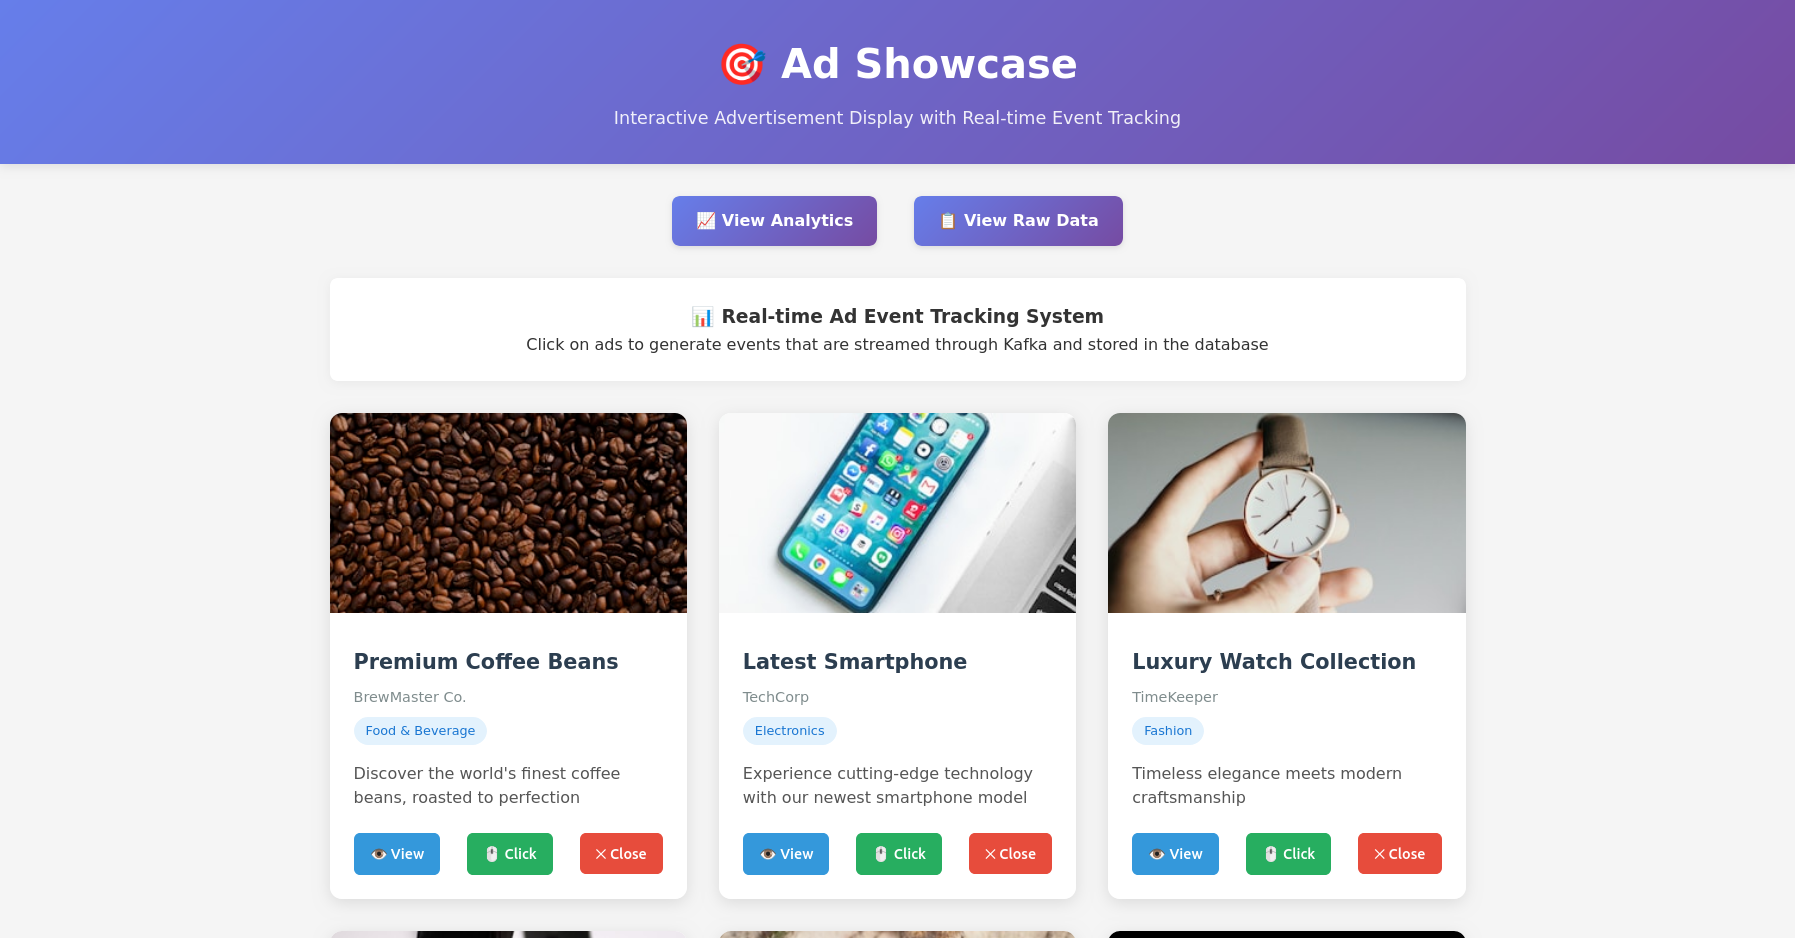 🎯 Ad Showcase
Interactive Advertisement Display with Real-time Event Tracking
📈 View Analytics
📋 View Raw Data
📊 Real-time Ad Event Tracking System
Click on ads to generate events that are streamed through Kafka and stored in the database
Premium Coffee Beans
BrewMaster Co.
Food & Beverage
Discover the world's finest coffee
beans, roasted to perfection
👁️ View
🖱️ Click
✕ Close
Latest Smartphone
TechCorp
Electronics
Experience cutting-edge technology
with our newest smartphone model
👁️ View
🖱️ Click
✕ Close
Luxury Watch Collection
TimeKeeper
Fashion
Timeless elegance meets modern
craftsmanship
👁️ View
🖱️ Click
✕ Close